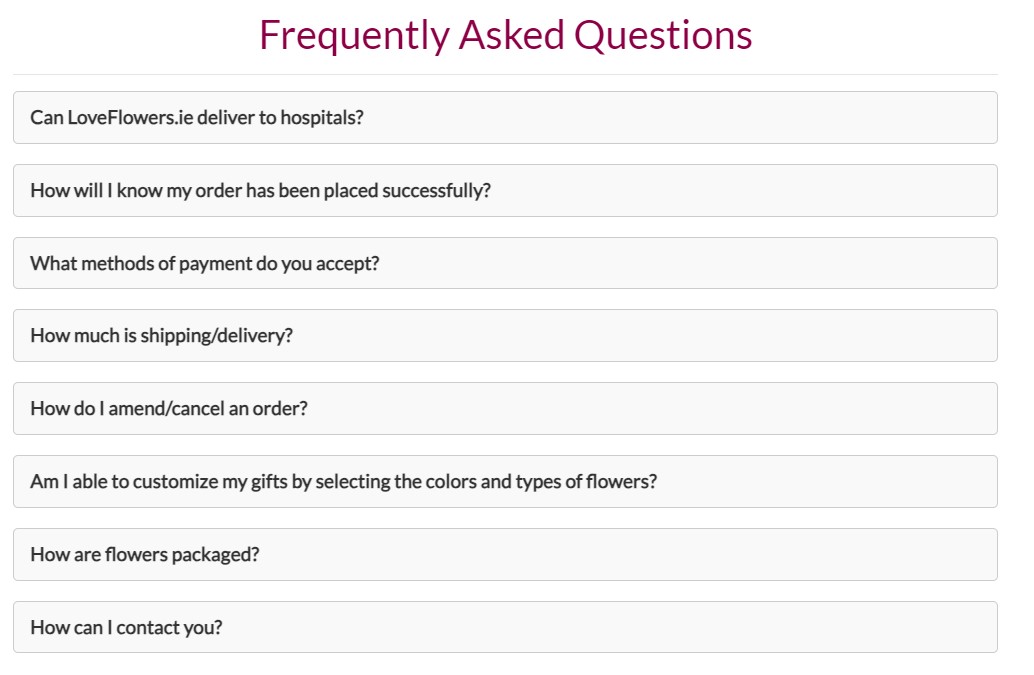 Frequently Asked Questions
Can LoveFlowers.ie deliver to hospitals?
How will I know my order has been placed successfully?
What methods of payment do you accept?
How much is shipping/delivery?
How do I amend/cancel an order?
Am I able to customize my gifts by selecting the colors and types of flowers?
How are flowers packaged?
How can I contact you?